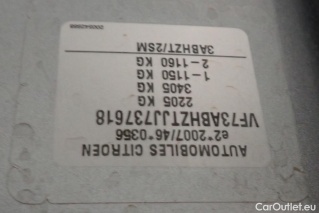 AUTOMOBILES CITROEN
e2*2007/46*0356
VF73ABHZTJJ737618
2205 KG
3405 KG
1-1150 KG
2-1160 KG
3ABHZT/2SM
CarOutlet.eu